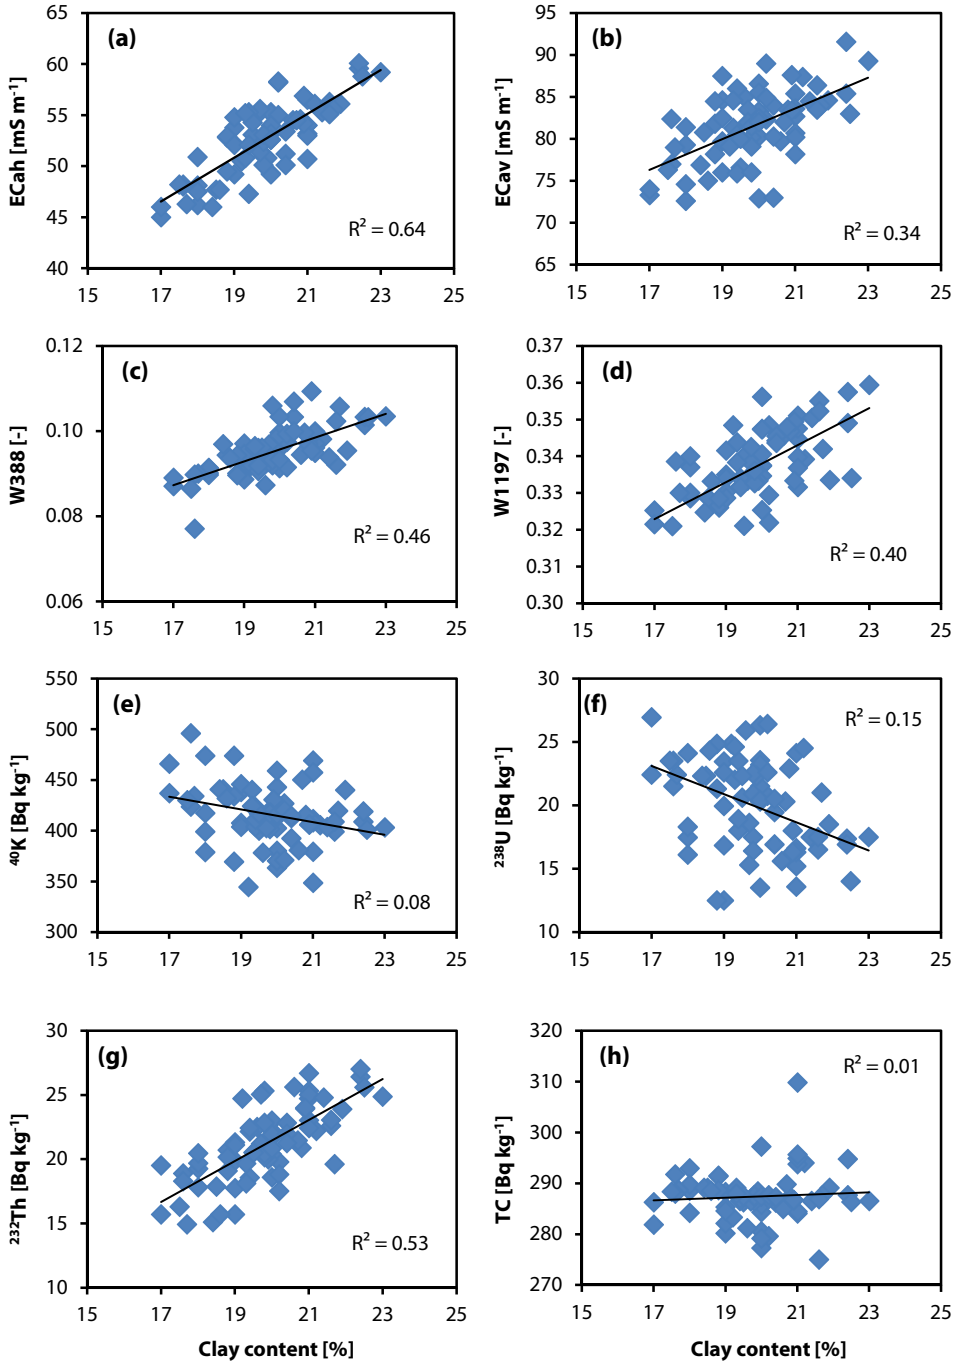 (a)
ECah [mS m⁻¹]
65
60
55
50
45
40
R² = 0.64
15 17 19 21 23 25
(b)
ECav [mS m⁻¹]
95
90
85
80
75
70
65
R² = 0.34
15 17 19 21 23 25
(c)
W388 [-]
0.12
0.10
0.08
0.06
R² = 0.46
15 17 19 21 23 25
(d)
W1197 [-]
0.37
0.36
0.35
0.34
0.33
0.32
0.31
0.30
R² = 0.40
15 17 19 21 23 25
(e)
⁴⁰K [Bq kg⁻¹]
550
500
450
400
350
300
R² = 0.08
15 17 19 21 23 25
(f)
²³⁸U [Bq kg⁻¹]
30
25
20
15
10
R² = 0.15
15 17 19 21 23 25
(g)
²³²Th [Bq kg⁻¹]
30
25
20
15
10
R² = 0.53
15 17 19 21 23 25
Clay content [%]
(h)
TC [Bq kg⁻¹]
320
310
300
290
280
270
R² = 0.01
15 17 19 21 23 25
Clay content [%]